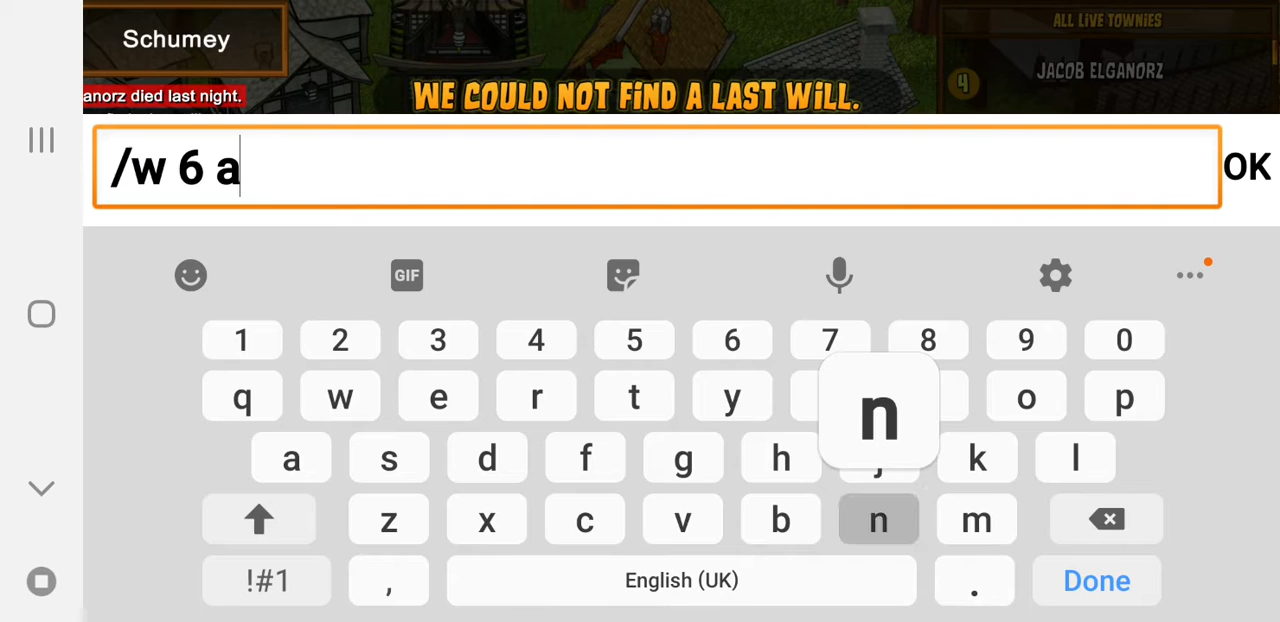 Schumey
ALL LiVE TOWNiES
4 JACOB ELGANORZ
anorz died last night.
WE COULD NOT FiND A LAST WiLL.
/w 6 a
OK
GIF
1 2 3 4 5 6 7 8 9 0
q w e r t y o p
n
a s d f g h j k l
z x c v b n m
!#1 , English (UK) . Done